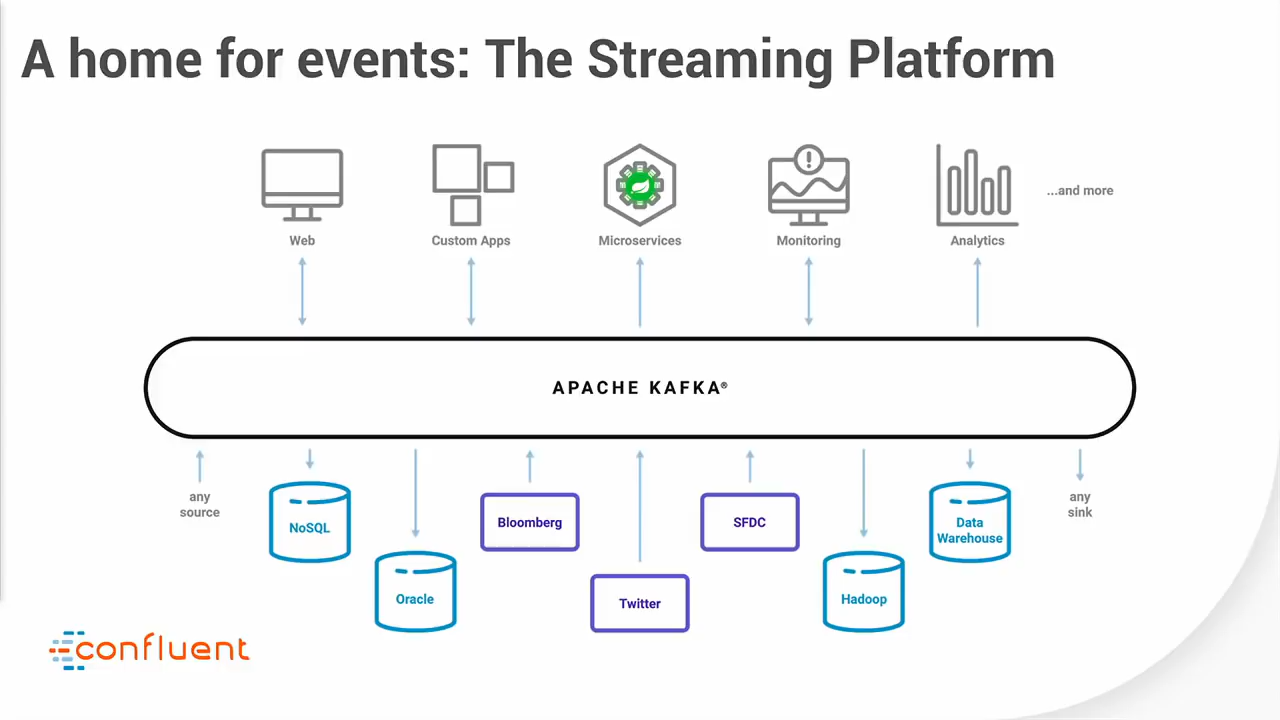 A home for events: The Streaming Platform
...and more
Web
Custom Apps
Microservices
Monitoring
Analytics
APACHE KAFKA®
any
source
NoSQL
Oracle
Bloomberg
Twitter
SFDC
Hadoop
Data
Warehouse
any
sink
confluent